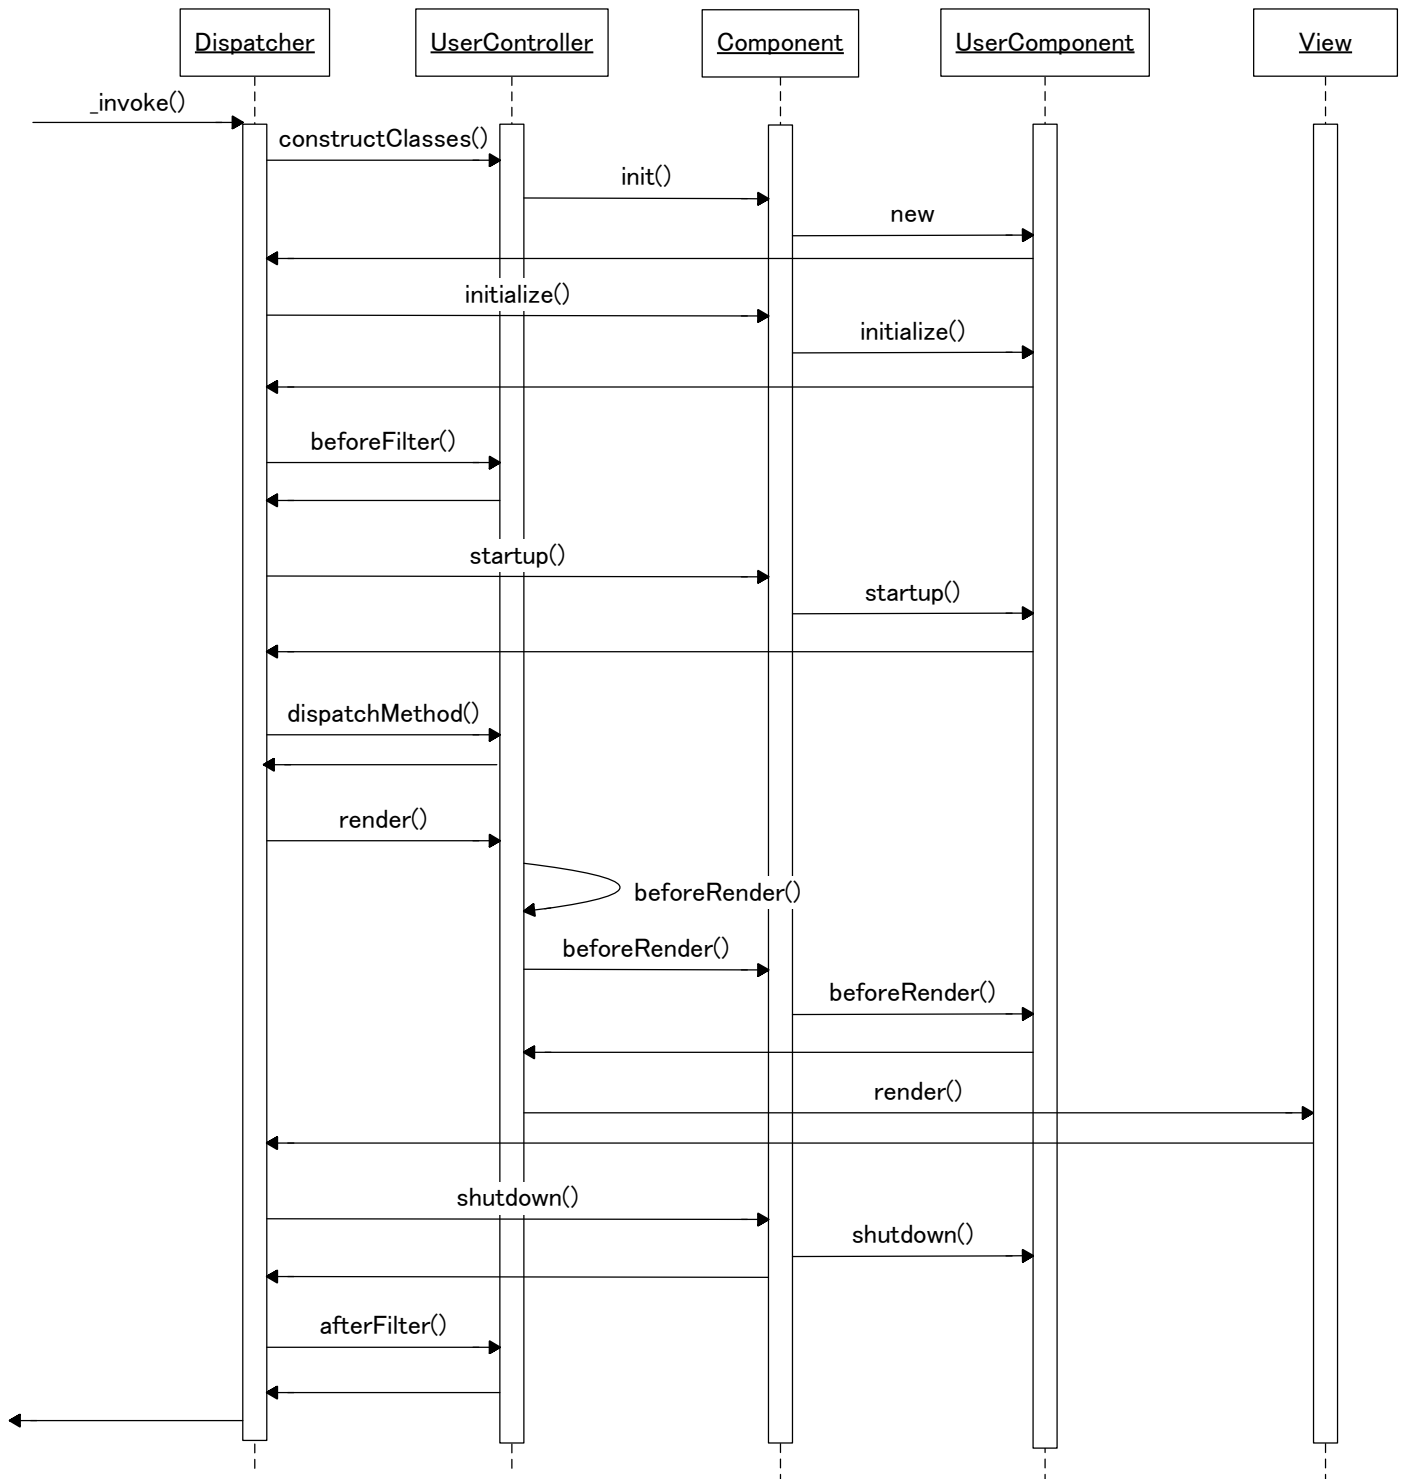 Dispatcher
UserController
Component
UserComponent
View
_invoke()
constructClasses()
init()
new
initialize()
initialize()
beforeFilter()
startup()
startup()
dispatchMethod()
render()
beforeRender()
beforeRender()
beforeRender()
render()
shutdown()
shutdown()
afterFilter()